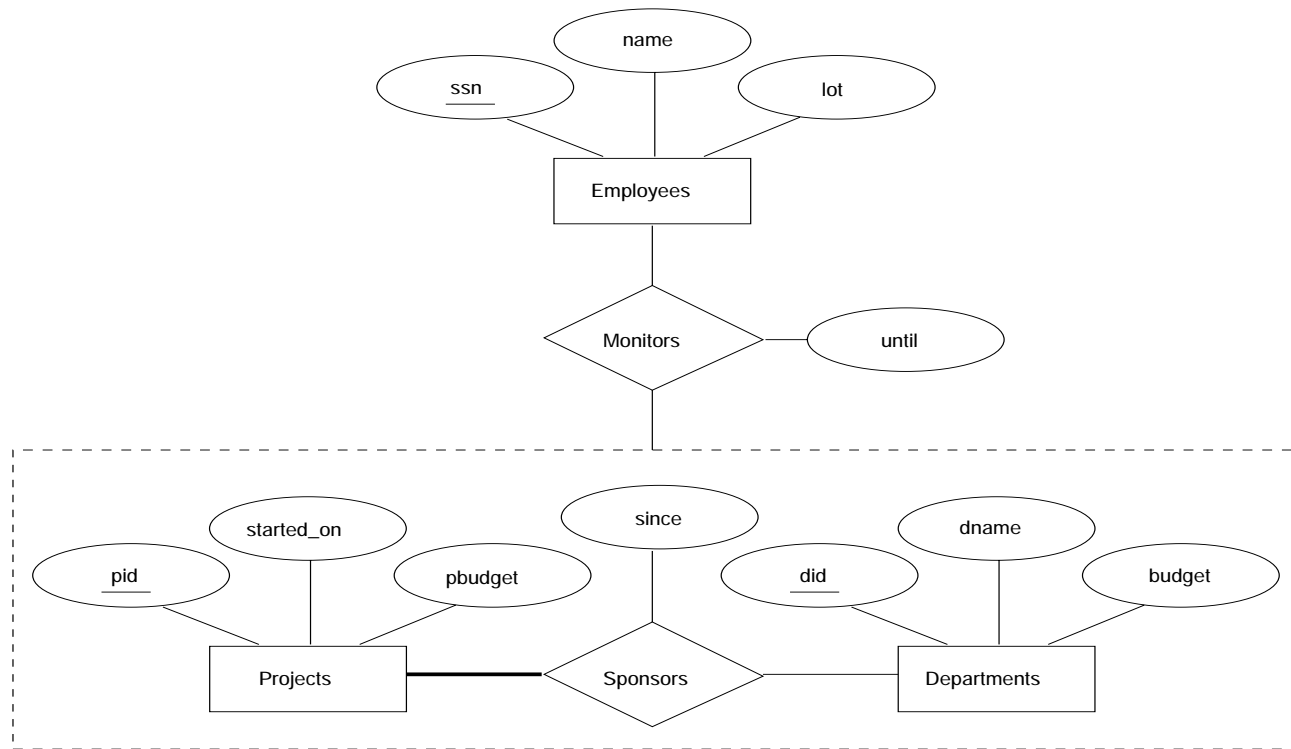 name
ssn
lot
Employees
Monitors
until
since
started_on
dname
pid
pbudget
did
budget
Projects
Sponsors
Departments